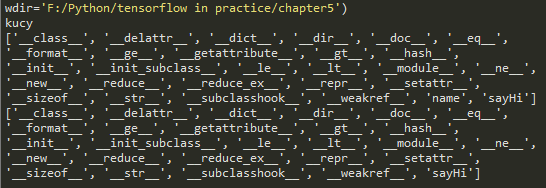 wdir='F:/Python/tensorflow in practice/chapter5')
kucy
['__class__', '__delattr__', '__dict__', '__dir__', '__doc__', '__eq__',
'__format__', '__ge__', '__getattribute__', '__gt__', '__hash__',
'__init__', '__init_subclass__', '__le__', '__lt__', '__module__', '__ne__',
'__new__', '__reduce__', '__reduce_ex__', '__repr__', '__setattr__',
'__sizeof__', '__str__', '__subclasshook__', '__weakref__', 'name', 'sayHi']
['__class__', '__delattr__', '__dict__', '__dir__', '__doc__', '__eq__',
'__format__', '__ge__', '__getattribute__', '__gt__', '__hash__',
'__init__', '__init_subclass__', '__le__', '__lt__', '__module__', '__ne__',
'__new__', '__reduce__', '__reduce_ex__', '__repr__', '__setattr__',
'__sizeof__', '__str__', '__subclasshook__', '__weakref__', 'sayHi']